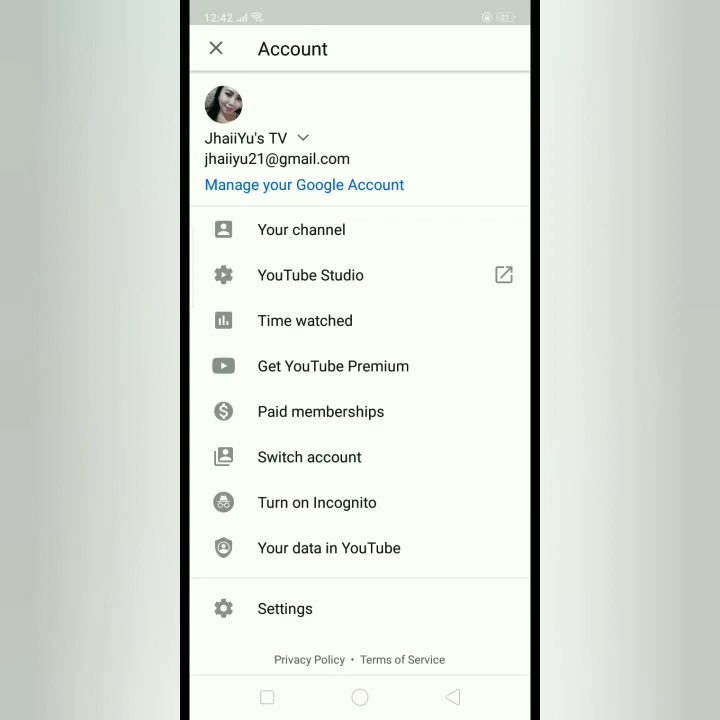 12.42
21
Account
JhaiiYu's TV
jhaiiyu21@gmail.com
Manage your Google Account
Your channel
YouTube Studio
Time watched
Get YouTube Premium
Paid memberships
Switch account
Turn on Incognito
Your data in YouTube
Settings
Privacy Policy • Terms of Service